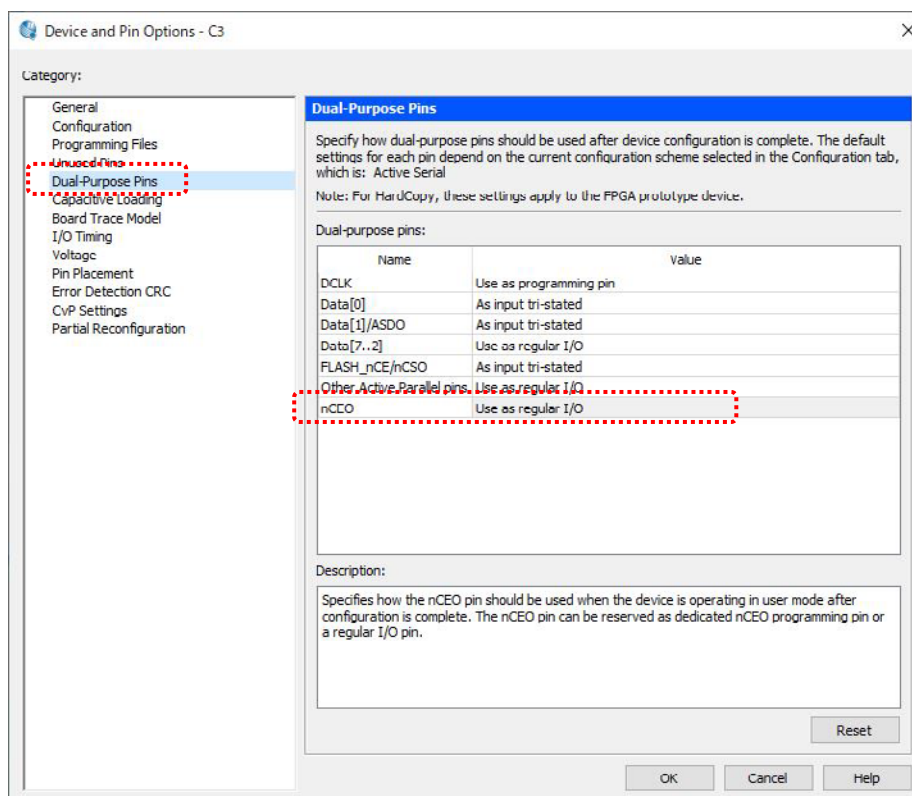 Device and Pin Options - C3
Category:
General
Configuration
Programming Files
Unused Pins
Dual-Purpose Pins
Capacitive Loading
Board Trace Model
I/O Timing
Voltage
Pin Placement
Error Detection CRC
CvP Settings
Partial Reconfiguration
Dual-Purpose Pins
Specify how dual-purpose pins should be used after device configuration is complete. The default
settings for each pin depend on the current configuration scheme selected in the Configuration tab,
which is: Active Serial
Note: For HardCopy, these settings apply to the FPGA prototype device.
Dual-purpose pins:
Name Value
DCLK Use as programming pin
Data[0] As input tri-stated
Data[1]/ASDO As input tri-stated
Data[7..2] Use as regular I/O
FLASH_nCE/nCSO As input tri-stated
Other Active Parallel pins Use as regular I/O
nCEO Use as regular I/O
Description:
Specifies how the nCEO pin should be used when the device is operating in user mode after
configuration is complete. The nCEO pin can be reserved as dedicated nCEO programming pin or
a regular I/O pin.
Reset
OK Cancel Help